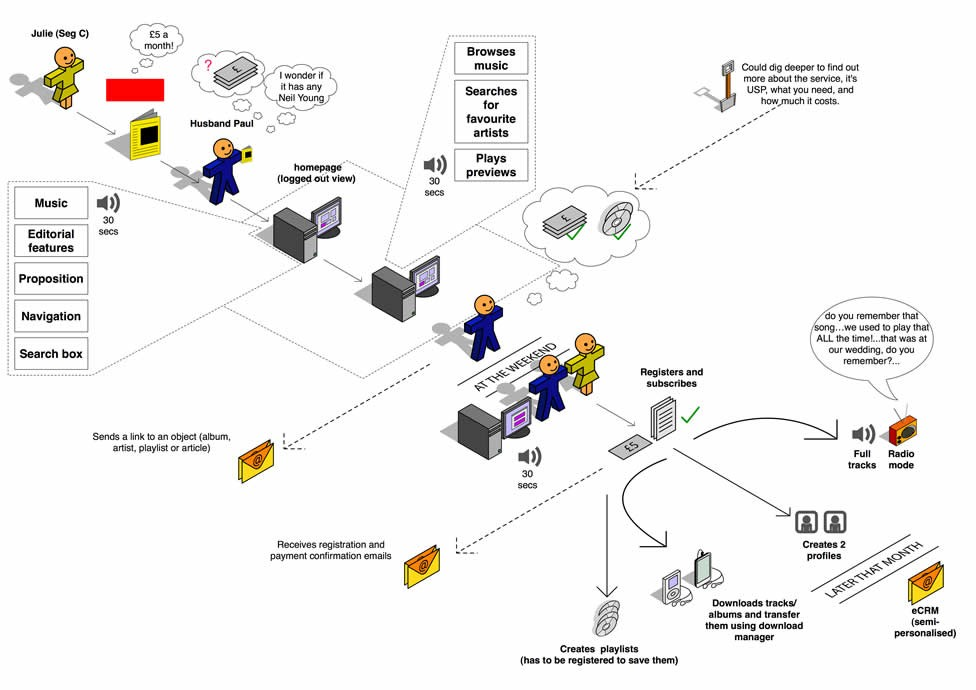 Julie (Seg C)
£5 a
month!
?
£
I wonder if
it has any
Neil Young
Husband Paul
Browses
music
Searches
for
favourite
artists
Plays
previews
30
secs
Could dig deeper to find out
more about the service, it's
USP, what you need, and
how much it costs.
homepage
(logged out view)
Music
Editorial
features
Proposition
Navigation
Search box
30
secs
£
AT THE WEEKEND
do you remember that
song…we used to play that
ALL the time!...that was at
our wedding, do you
remember?...
Registers and
subscribes
£5
30
secs
Full
tracks
Radio
mode
Sends a link to an object (album,
artist, playlist or article)
@
Receives registration and
payment confirmation emails
@
Creates 2
profiles
LATER THAT MONTH
@
eCRM
(semi-
personalised)
Downloads tracks/
albums and transfer
them using download
manager
Creates playlists
(has to be registered to save them)